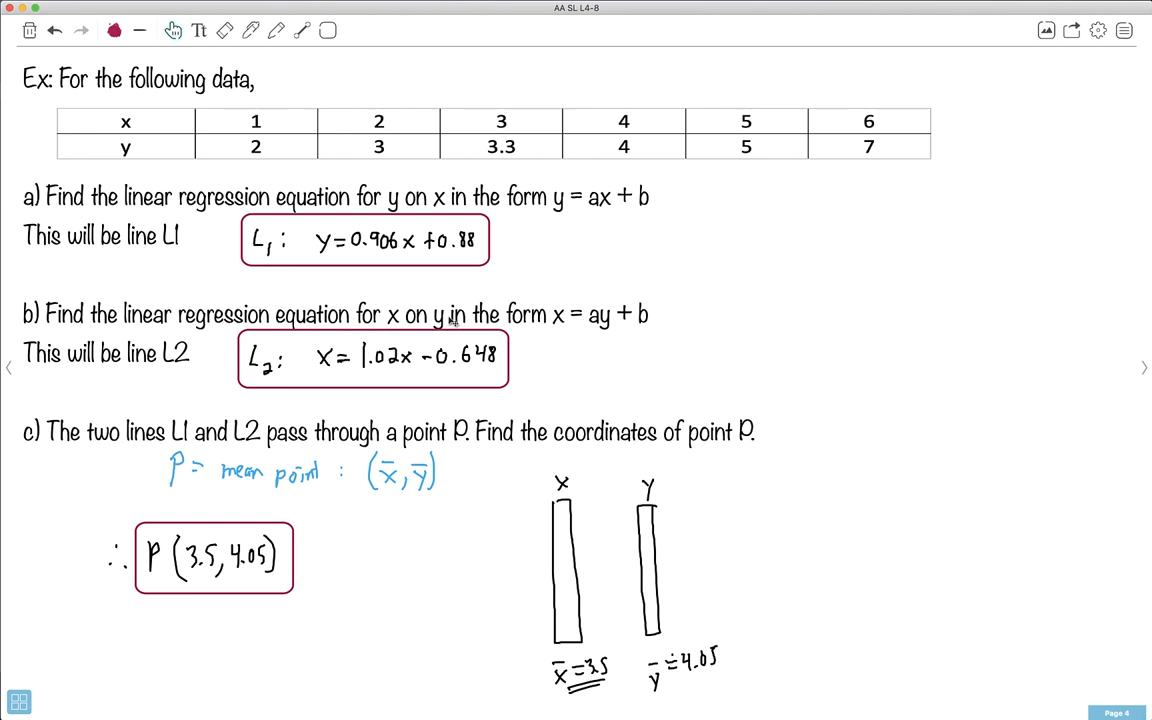 AA SL L4-8
Tt
Ex: For the following data,
x 1 2 3 4 5 6
y 2 3 3.3 4 5 7
a) Find the linear regression equation for y on x in the form y = ax + b
This will be line L1
L₁: y=0.906x +0.88
b) Find the linear regression equation for x on y in the form x = ay + b
This will be line L2
L₂: x= 1.02x -0.648
c) The two lines L1 and L2 pass through a point P. Find the coordinates of point P.
P= mean point : (x̄, ȳ)
x y
∴ P (3.5, 4.05)
x̄ =3.5 ȳ ≐4.05
Page 4